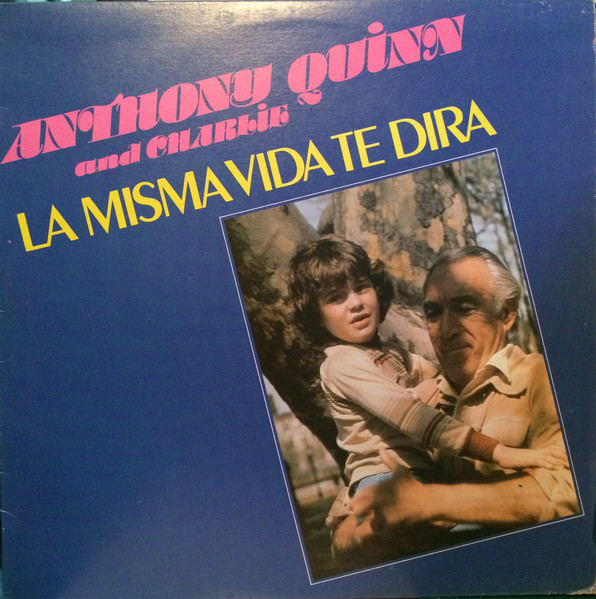 ANTHONY QUINN
and CHARLIE
LA MISMA VIDA TE DIRA